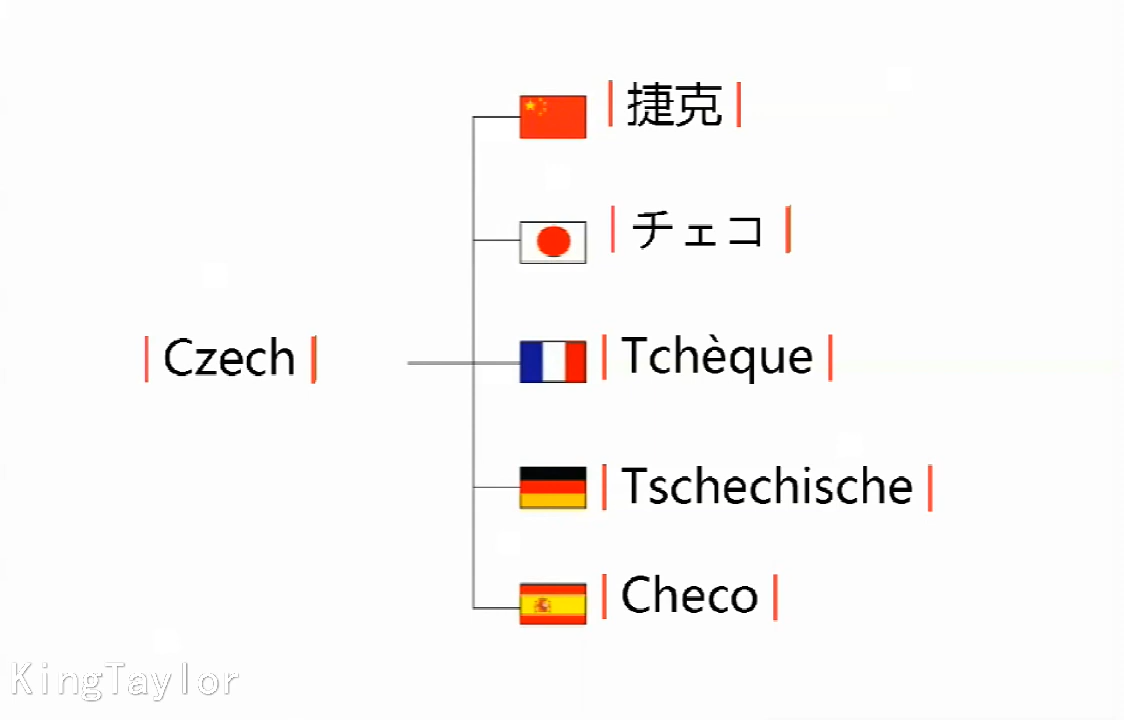 捷克
チェコ
Czech
Tchèque
Tschechische
Checo
KingTaylor